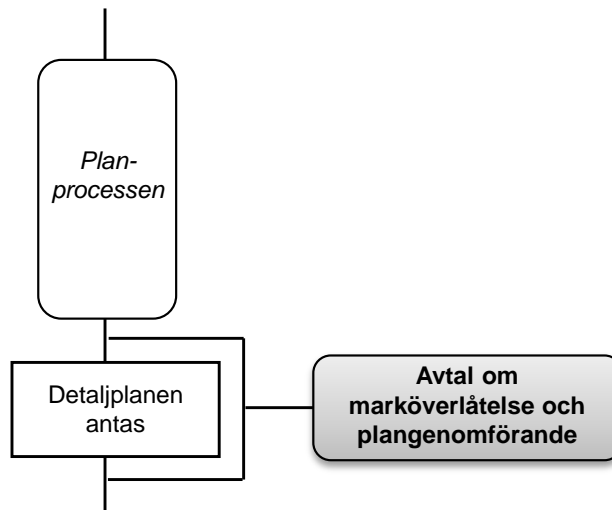 Plan-
processen
Detaljplanen
antas
Avtal om
marköverlåtelse och
plangenomförande